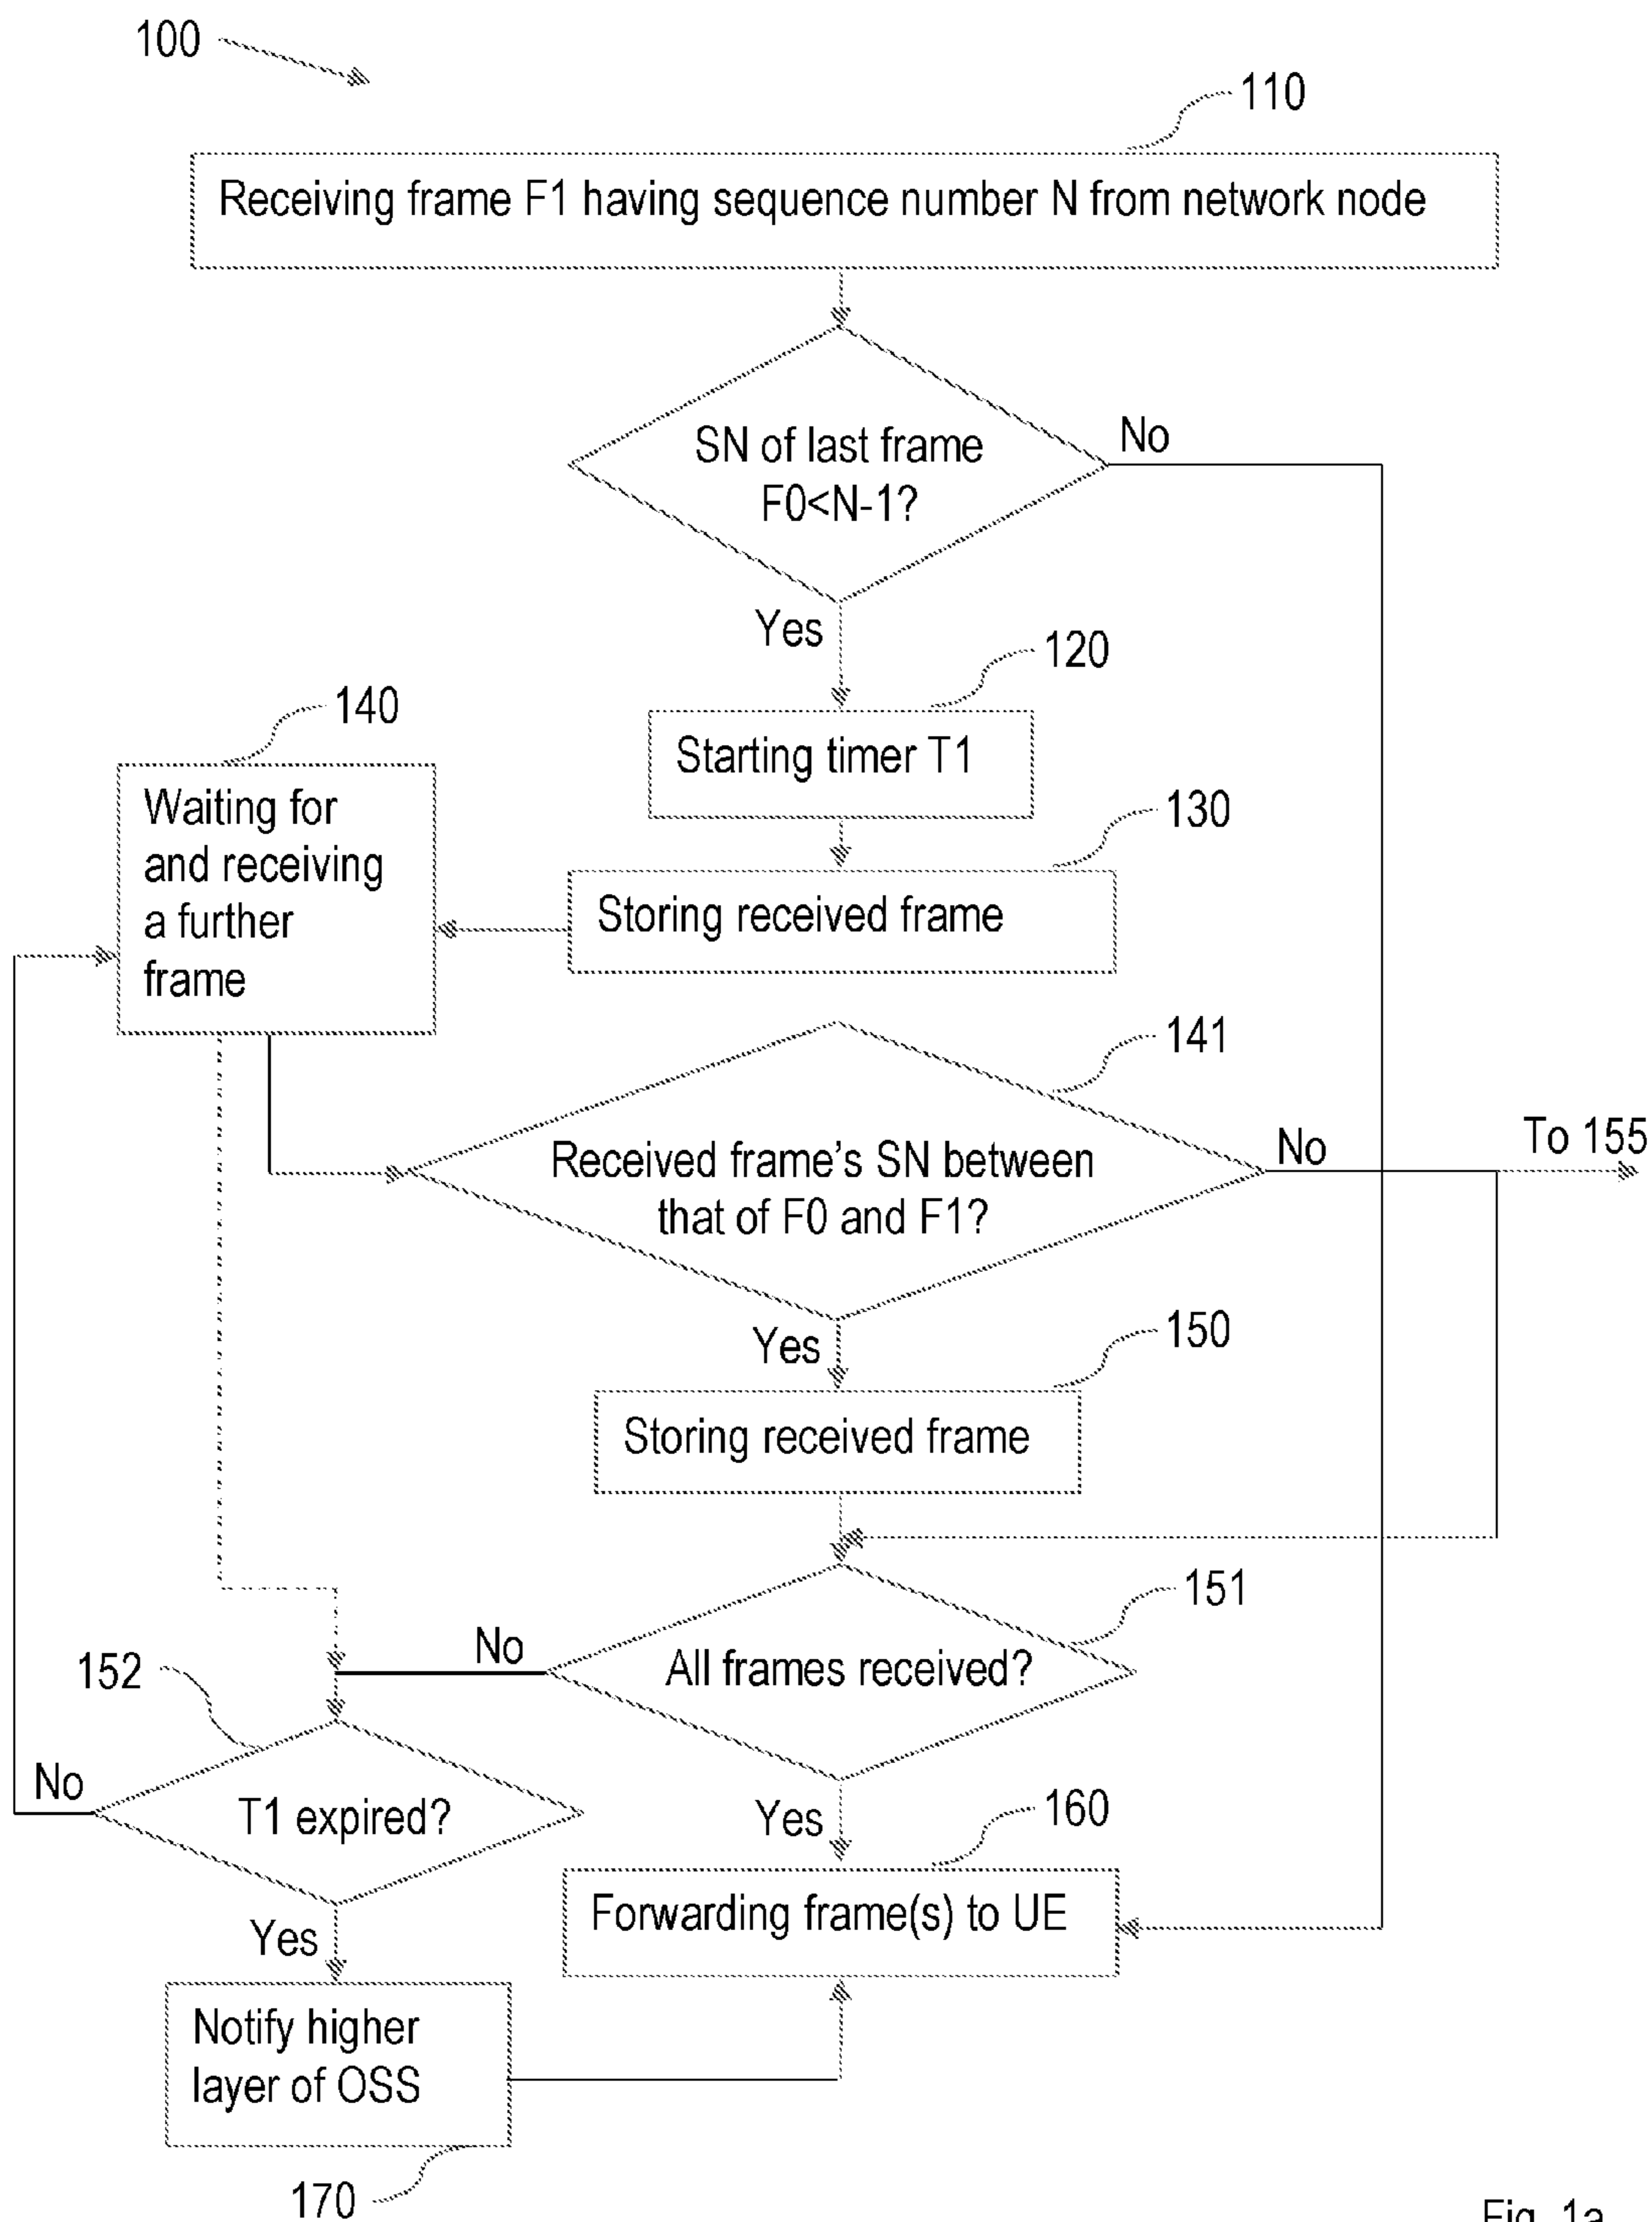 100
110
Receiving frame F1 having sequence number N from network node
SN of last frame
F0<N-1?
No
Yes
120
Starting timer T1
140
Waiting for
and receiving
a further
frame
130
Storing received frame
141
Received frame's SN between
that of F0 and F1?
No
To 155
Yes
150
Storing received frame
151
All frames received?
No
152
T1 expired?
No
Yes
160
Forwarding frame(s) to UE
Yes
Notify higher
layer of OSS
170
Fig. 1a